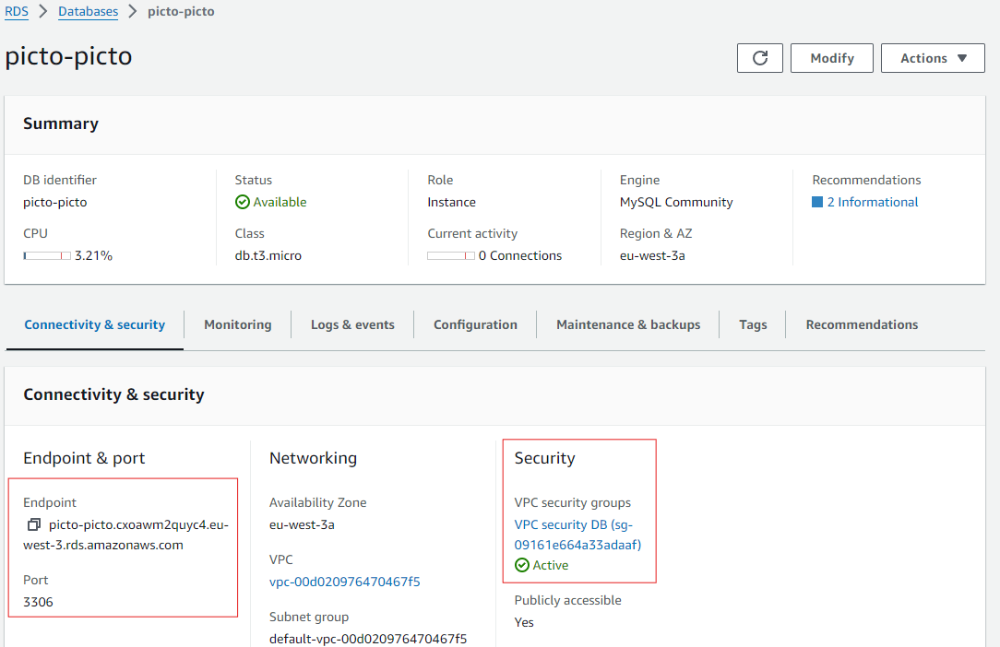 RDS > Databases > picto-picto
picto-picto
Modify
Actions
Summary
DB identifier
picto-picto
Status
Available
Role
Instance
Engine
MySQL Community
Recommendations
2 Informational
CPU
3.21%
Class
db.t3.micro
Current activity
0 Connections
Region & AZ
eu-west-3a
Connectivity & security
Monitoring
Logs & events
Configuration
Maintenance & backups
Tags
Recommendations
Connectivity & security
Endpoint & port
Endpoint
picto-picto.cxoawm2quyc4.eu-
west-3.rds.amazonaws.com
Port
3306
Networking
Availability Zone
eu-west-3a
VPC
vpc-00d020976470467f5
Subnet group
default-vpc-00d020976470467f5
Security
VPC security groups
VPC security DB (sg-
09161e664a33adaaf)
Active
Publicly accessible
Yes